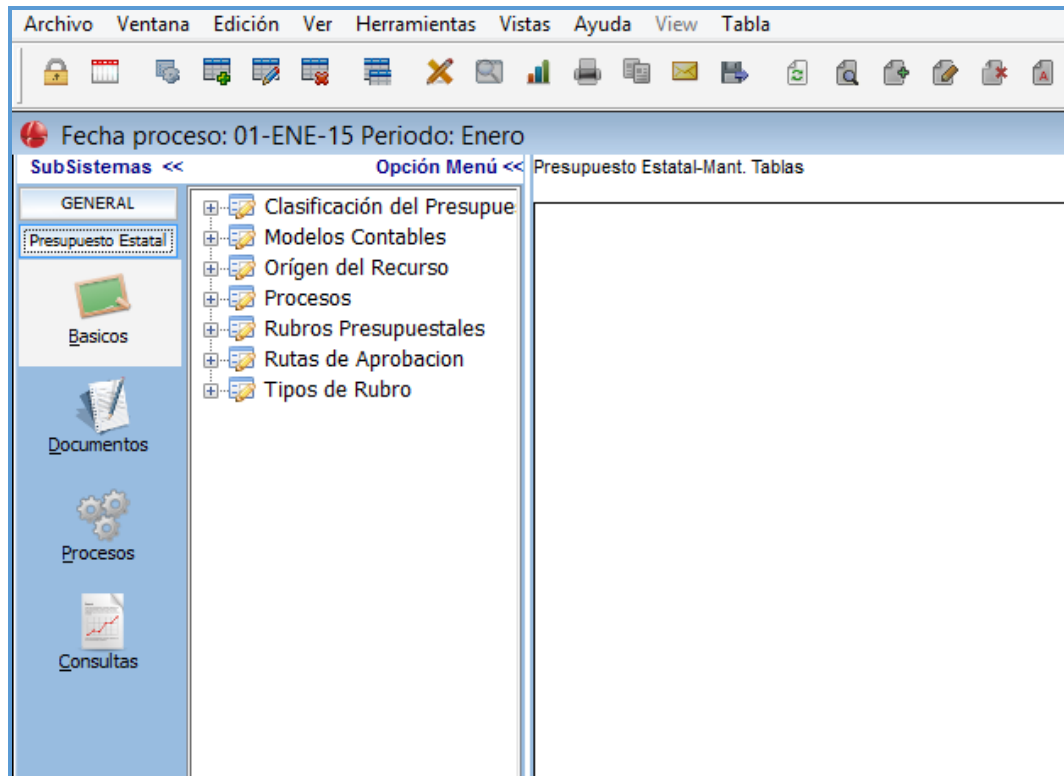 Archivo Ventana Edición Ver Herramientas Vistas Ayuda View Tabla
Fecha proceso: 01-ENE-15 Periodo: Enero
SubSistemas << Opción Menú << Presupuesto Estatal-Mant. Tablas
GENERAL
Presupuesto Estatal
Basicos
Documentos
Procesos
Consultas
Clasificación del Presupue
Modelos Contables
Orígen del Recurso
Procesos
Rubros Presupuestales
Rutas de Aprobacion
Tipos de Rubro